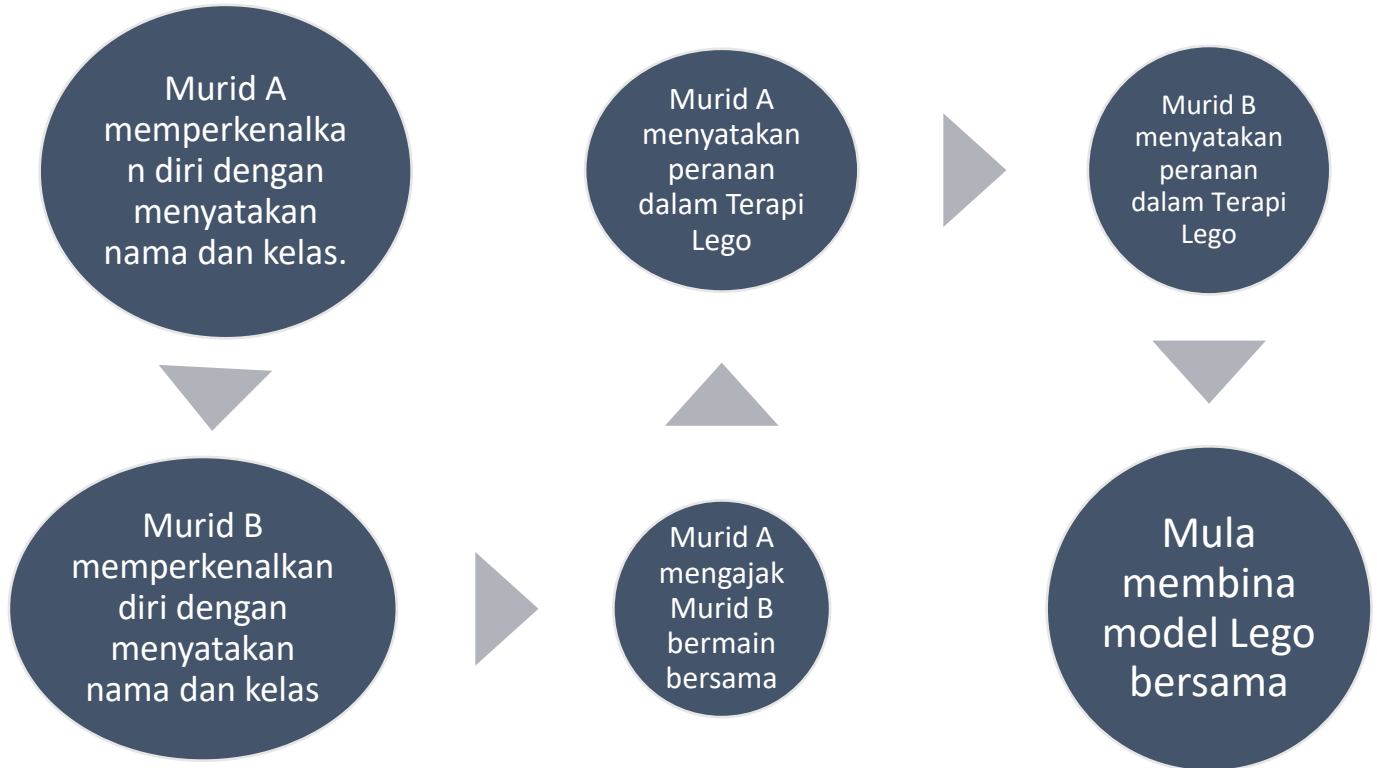 Murid A
memperkenalka
n diri dengan
menyatakan
nama dan kelas.
Murid B
memperkenalkan
diri dengan
menyatakan
nama dan kelas
Murid A
mengajak
Murid B
bermain
bersama
Murid A
menyatakan
peranan
dalam Terapi
Lego
Murid B
menyatakan
peranan
dalam Terapi
Lego
Mula
membina
model Lego
bersama